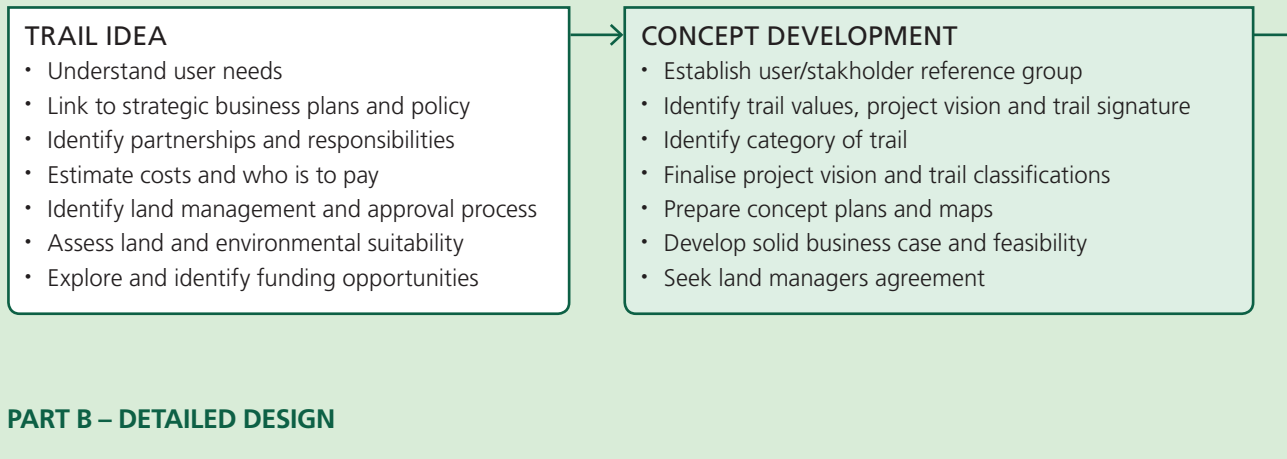 TRAIL IDEA
• Understand user needs
• Link to strategic business plans and policy
• Identify partnerships and responsibilities
• Estimate costs and who is to pay
• Identify land management and approval process
• Assess land and environmental suitability
• Explore and identify funding opportunities
CONCEPT DEVELOPMENT
• Establish user/stakholder reference group
• Identify trail values, project vision and trail signature
• Identify category of trail
• Finalise project vision and trail classifications
• Prepare concept plans and maps
• Develop solid business case and feasibility
• Seek land managers agreement
PART B – DETAILED DESIGN